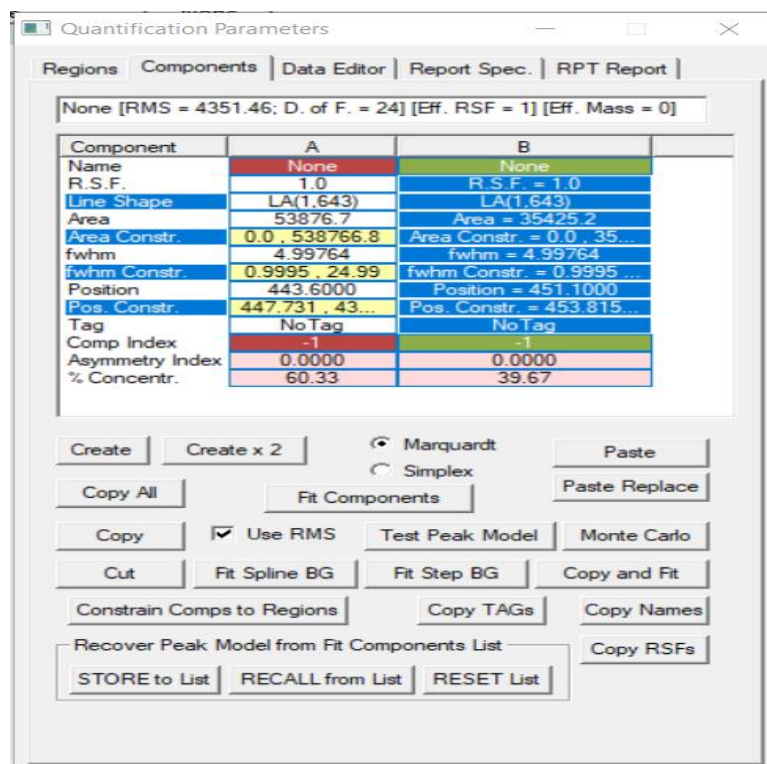 Quantification Parameters
Regions Components Data Editor Report Spec. RPT Report
None [RMS = 4351.46; D. of F. = 24] [Eff. RSF = 1] [Eff. Mass = 0]
Component A B
Name None None
R.S.F. 1.0 R.S.F. = 1.0
Line Shape LA(1,643) LA(1,643)
Area 53876.7 Area = 35425.2
Area Constr. 0.0 , 538766.8 Area Constr. = 0.0 , 35...
fwhm 4.99764 fwhm = 4.99764
fwhm Constr. 0.9995 , 24.99 fwhm Constr. = 0.9995 ...
Position 443.6000 Position = 451.1000
Pos. Constr. 447.731 , 43... Pos. Constr. = 453.815...
Tag NoTag NoTag
Comp Index -1 -1
Asymmetry Index 0.0000 0.0000
% Concentr. 60.33 39.67
Create Create x 2 Marquardt Paste
Simplex
Copy All Fit Components Paste Replace
Copy Use RMS Test Peak Model Monte Carlo
Cut Fit Spline BG Fit Step BG Copy and Fit
Constrain Comps to Regions Copy TAGs Copy Names
Recover Peak Model from Fit Components List Copy RSFs
STORE to List RECALL from List RESET List